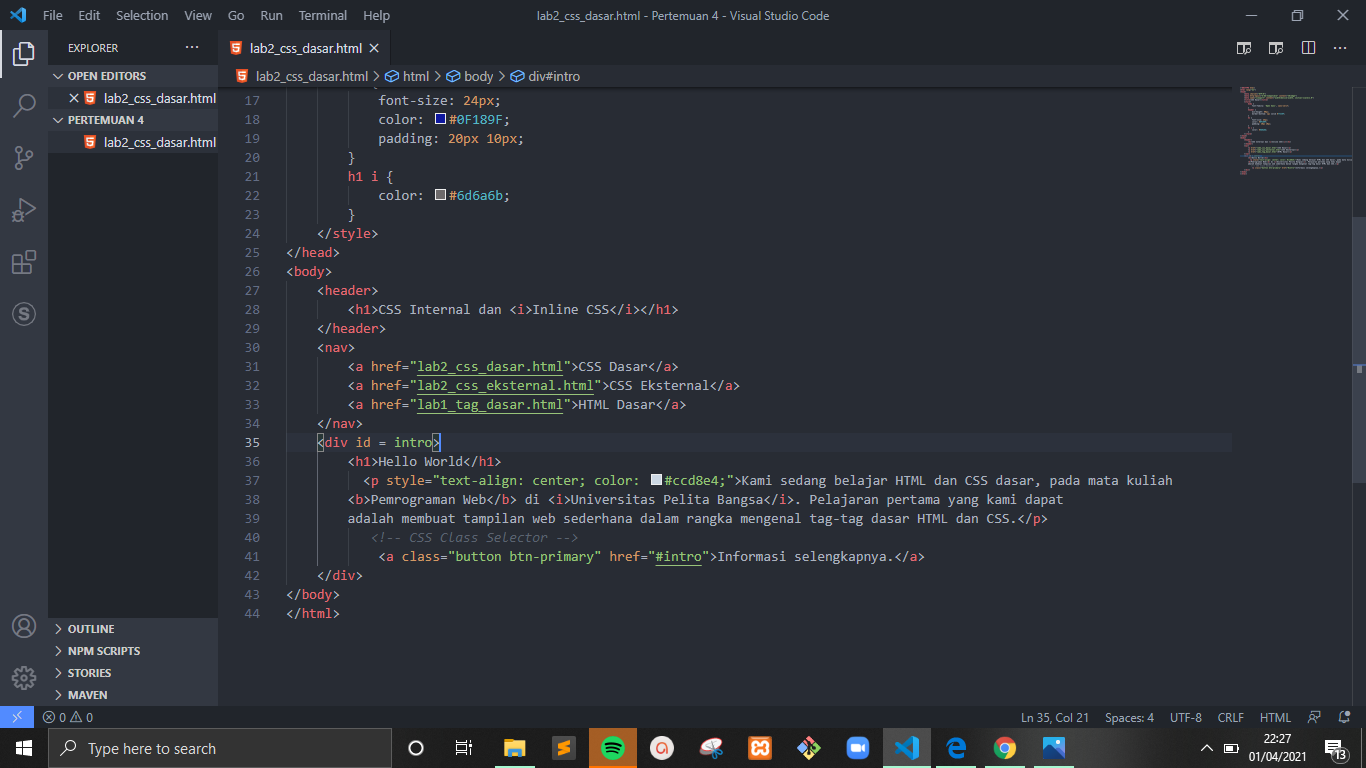 File Edit Selection View Go Run Terminal Help
lab2_css_dasar.html - Pertemuan 4 - Visual Studio Code
EXPLORER
OPEN EDITORS
lab2_css_dasar.html
PERTEMUAN 4
lab2_css_dasar.html
OUTLINE
NPM SCRIPTS
STORIES
MAVEN
lab2_css_dasar.html
lab2_css_dasar.html > html > body > div#intro
17 font-size: 24px;
18 color: #0F189F;
19 padding: 20px 10px;
20 }
21 h1 i {
22 color: #6d6a6b;
23 }
24 </style>
25 </head>
26 <body>
27 <header>
28 <h1>CSS Internal dan <i>Inline CSS</i></h1>
29 </header>
30 <nav>
31 <a href="lab2_css_dasar.html">CSS Dasar</a>
32 <a href="lab2_css_eksternal.html">CSS Eksternal</a>
33 <a href="lab1_tag_dasar.html">HTML Dasar</a>
34 </nav>
35 <div id = intro>
36 <h1>Hello World</h1>
37 <p style="text-align: center; color: #ccd8e4;">Kami sedang belajar HTML dan CSS dasar, pada mata kuliah
38 <b>Pemrograman Web</b> di <i>Universitas Pelita Bangsa</i>. Pelajaran pertama yang kami dapat
39 adalah membuat tampilan web sederhana dalam rangka mengenal tag-tag dasar HTML dan CSS.</p>
40 <!-- CSS Class Selector -->
41 <a class="button btn-primary" href="#intro">Informasi selengkapnya.</a>
42 </div>
43 </body>
44 </html>
0 0
Ln 35, Col 21 Spaces: 4 UTF-8 CRLF HTML
Type here to search
22:27
01/04/2021
13